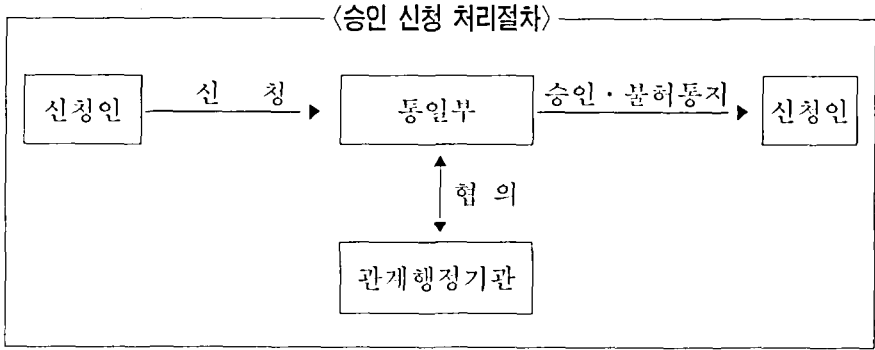 〈승인 신청 처리절차〉
신청인
신 청
통일부
승인·불허통지
신청인
협 의
관계행정기관